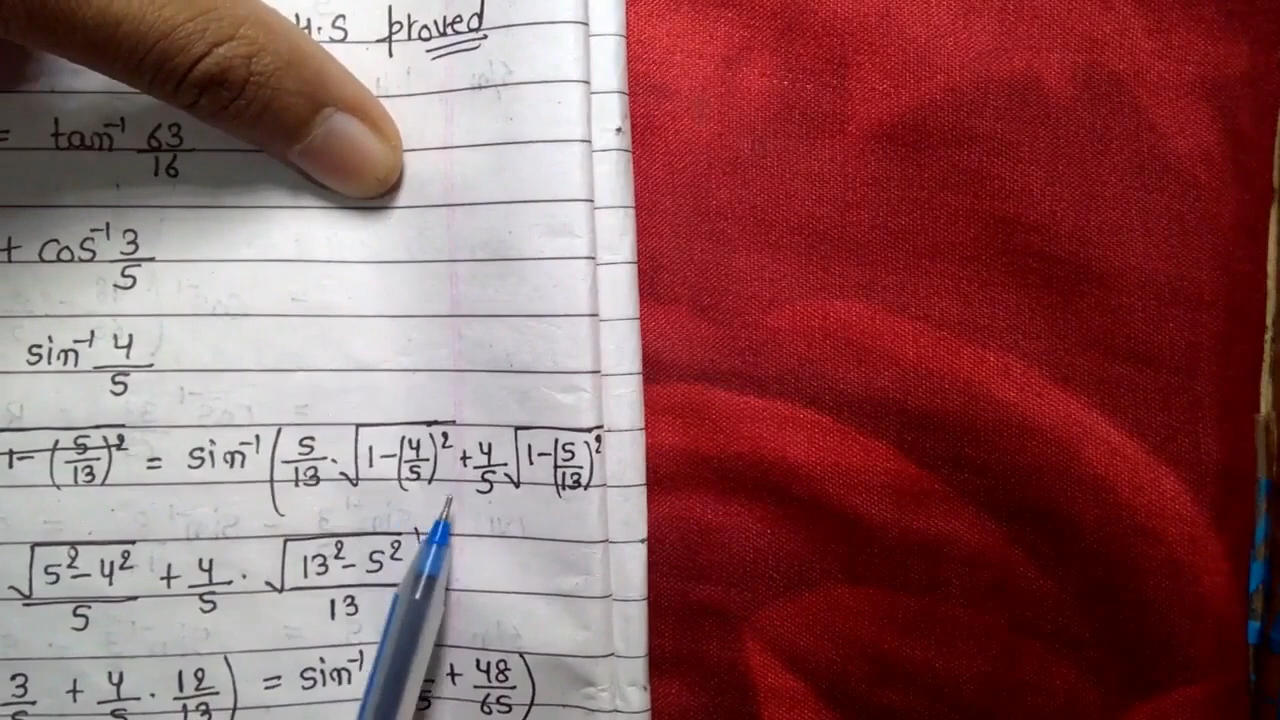 H.S proved
= tan⁻¹ 63/16
+ cos⁻¹ 3/5
sin⁻¹ 4/5
1-(5/13)² = sin⁻¹(5/13 · √1-(4/5)² + 4/5 √1-(5/13)²
√5²-4²/5 + 4/5 · √13²-5²/13
3/5 + 4/5 · 12/13) = sin⁻¹ + 48/65)